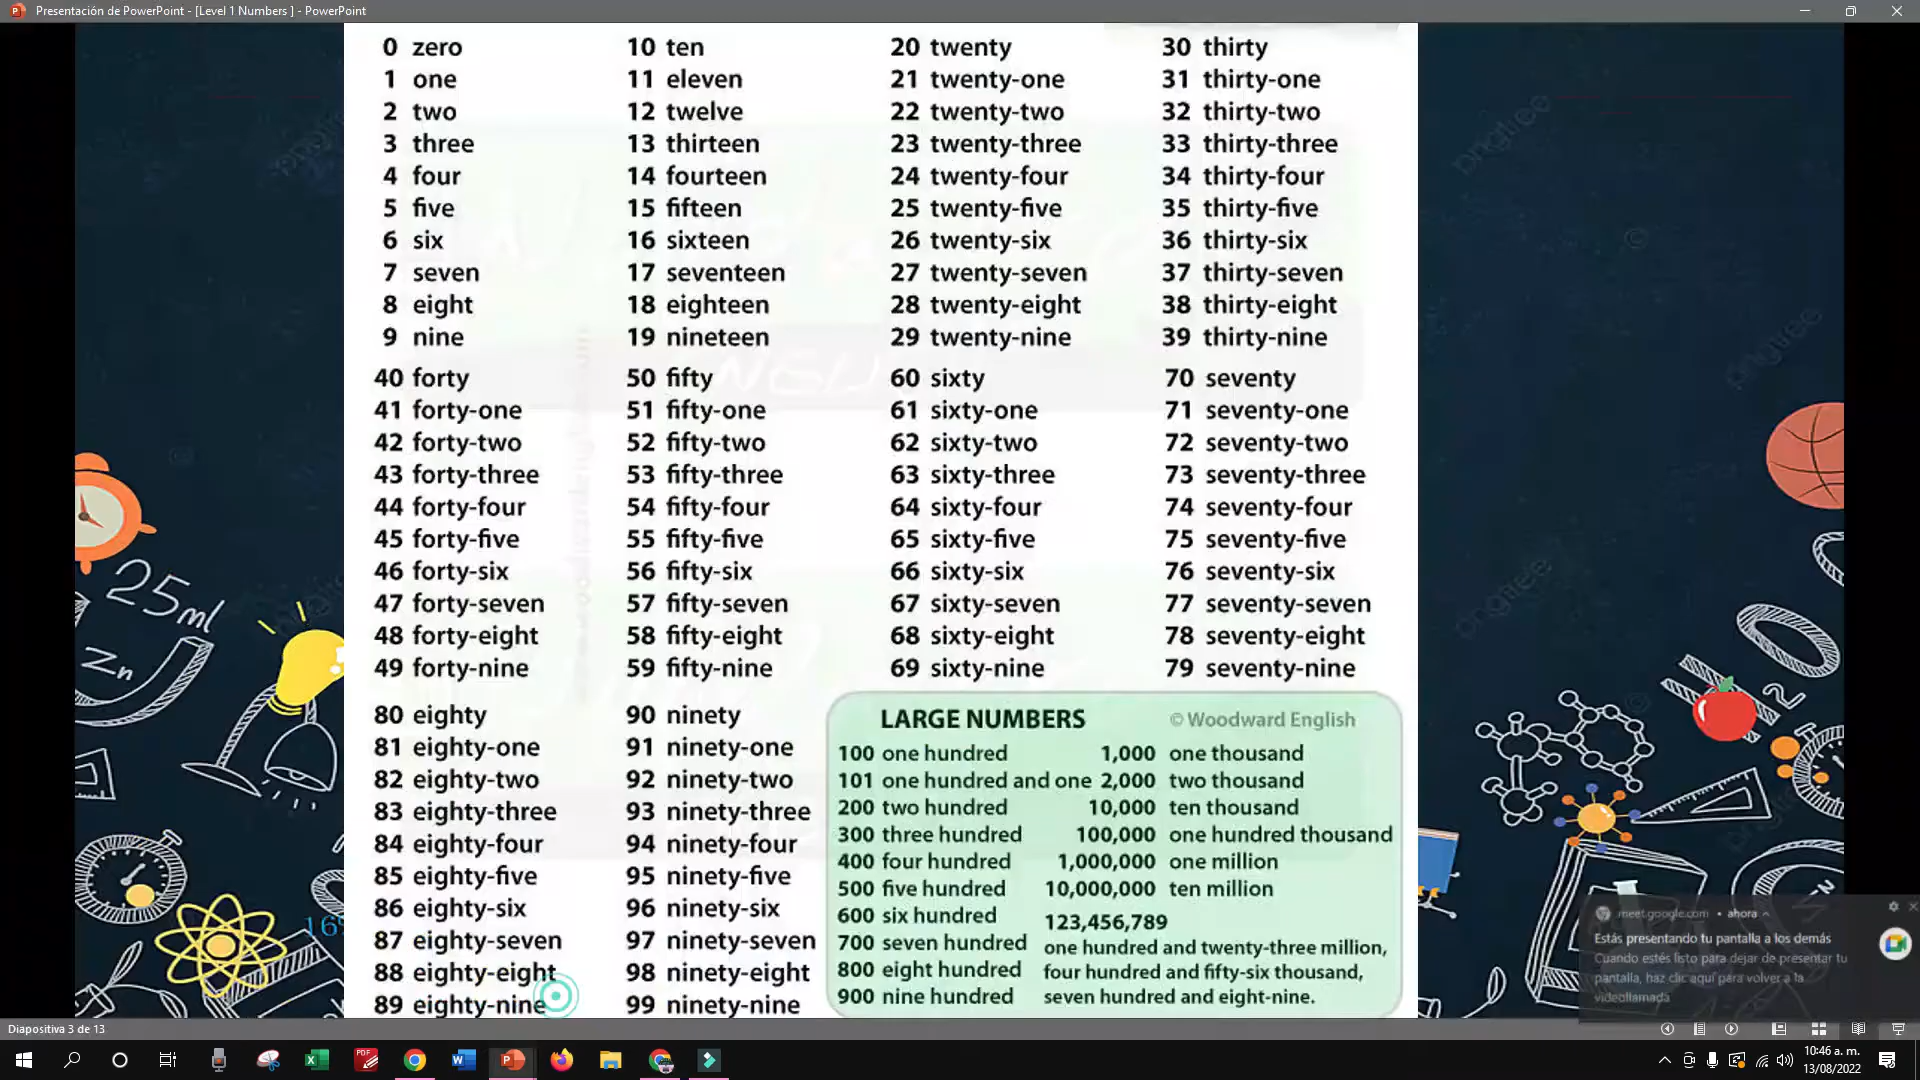 Presentación de PowerPoint - [Level 1 Numbers ] - PowerPoint
0 zero
1 one
2 two
3 three
4 four
5 five
6 six
7 seven
8 eight
9 nine
10 ten
11 eleven
12 twelve
13 thirteen
14 fourteen
15 fifteen
16 sixteen
17 seventeen
18 eighteen
19 nineteen
20 twenty
21 twenty-one
22 twenty-two
23 twenty-three
24 twenty-four
25 twenty-five
26 twenty-six
27 twenty-seven
28 twenty-eight
29 twenty-nine
30 thirty
31 thirty-one
32 thirty-two
33 thirty-three
34 thirty-four
35 thirty-five
36 thirty-six
37 thirty-seven
38 thirty-eight
39 thirty-nine
40 forty
41 forty-one
42 forty-two
43 forty-three
44 forty-four
45 forty-five
46 forty-six
47 forty-seven
48 forty-eight
49 forty-nine
50 fifty
51 fifty-one
52 fifty-two
53 fifty-three
54 fifty-four
55 fifty-five
56 fifty-six
57 fifty-seven
58 fifty-eight
59 fifty-nine
60 sixty
61 sixty-one
62 sixty-two
63 sixty-three
64 sixty-four
65 sixty-five
66 sixty-six
67 sixty-seven
68 sixty-eight
69 sixty-nine
70 seventy
71 seventy-one
72 seventy-two
73 seventy-three
74 seventy-four
75 seventy-five
76 seventy-six
77 seventy-seven
78 seventy-eight
79 seventy-nine
80 eighty
81 eighty-one
82 eighty-two
83 eighty-three
84 eighty-four
85 eighty-five
86 eighty-six
87 eighty-seven
88 eighty-eight
89 eighty-nine
90 ninety
91 ninety-one
92 ninety-two
93 ninety-three
94 ninety-four
95 ninety-five
96 ninety-six
97 ninety-seven
98 ninety-eight
99 ninety-nine
LARGE NUMBERS © Woodward English
100 one hundred
101 one hundred and one
200 two hundred
300 three hundred
400 four hundred
500 five hundred
600 six hundred
700 seven hundred
800 eight hundred
900 nine hundred
1,000 one thousand
2,000 two thousand
10,000 ten thousand
100,000 one hundred thousand
1,000,000 one million
10,000,000 ten million
123,456,789
one hundred and twenty-three million,
four hundred and fifty-six thousand,
seven hundred and eight-nine.
25ml
Zn
pngtree
pngtree
pngtree
meet.google.com • ahora
Estás presentando tu pantalla a los demás
Cuando estés listo para dejar de presentar tu
pantalla, haz clic aquí para volver a la
videollamada
Diapositiva 3 de 13
10:46 a. m.
13/08/2022